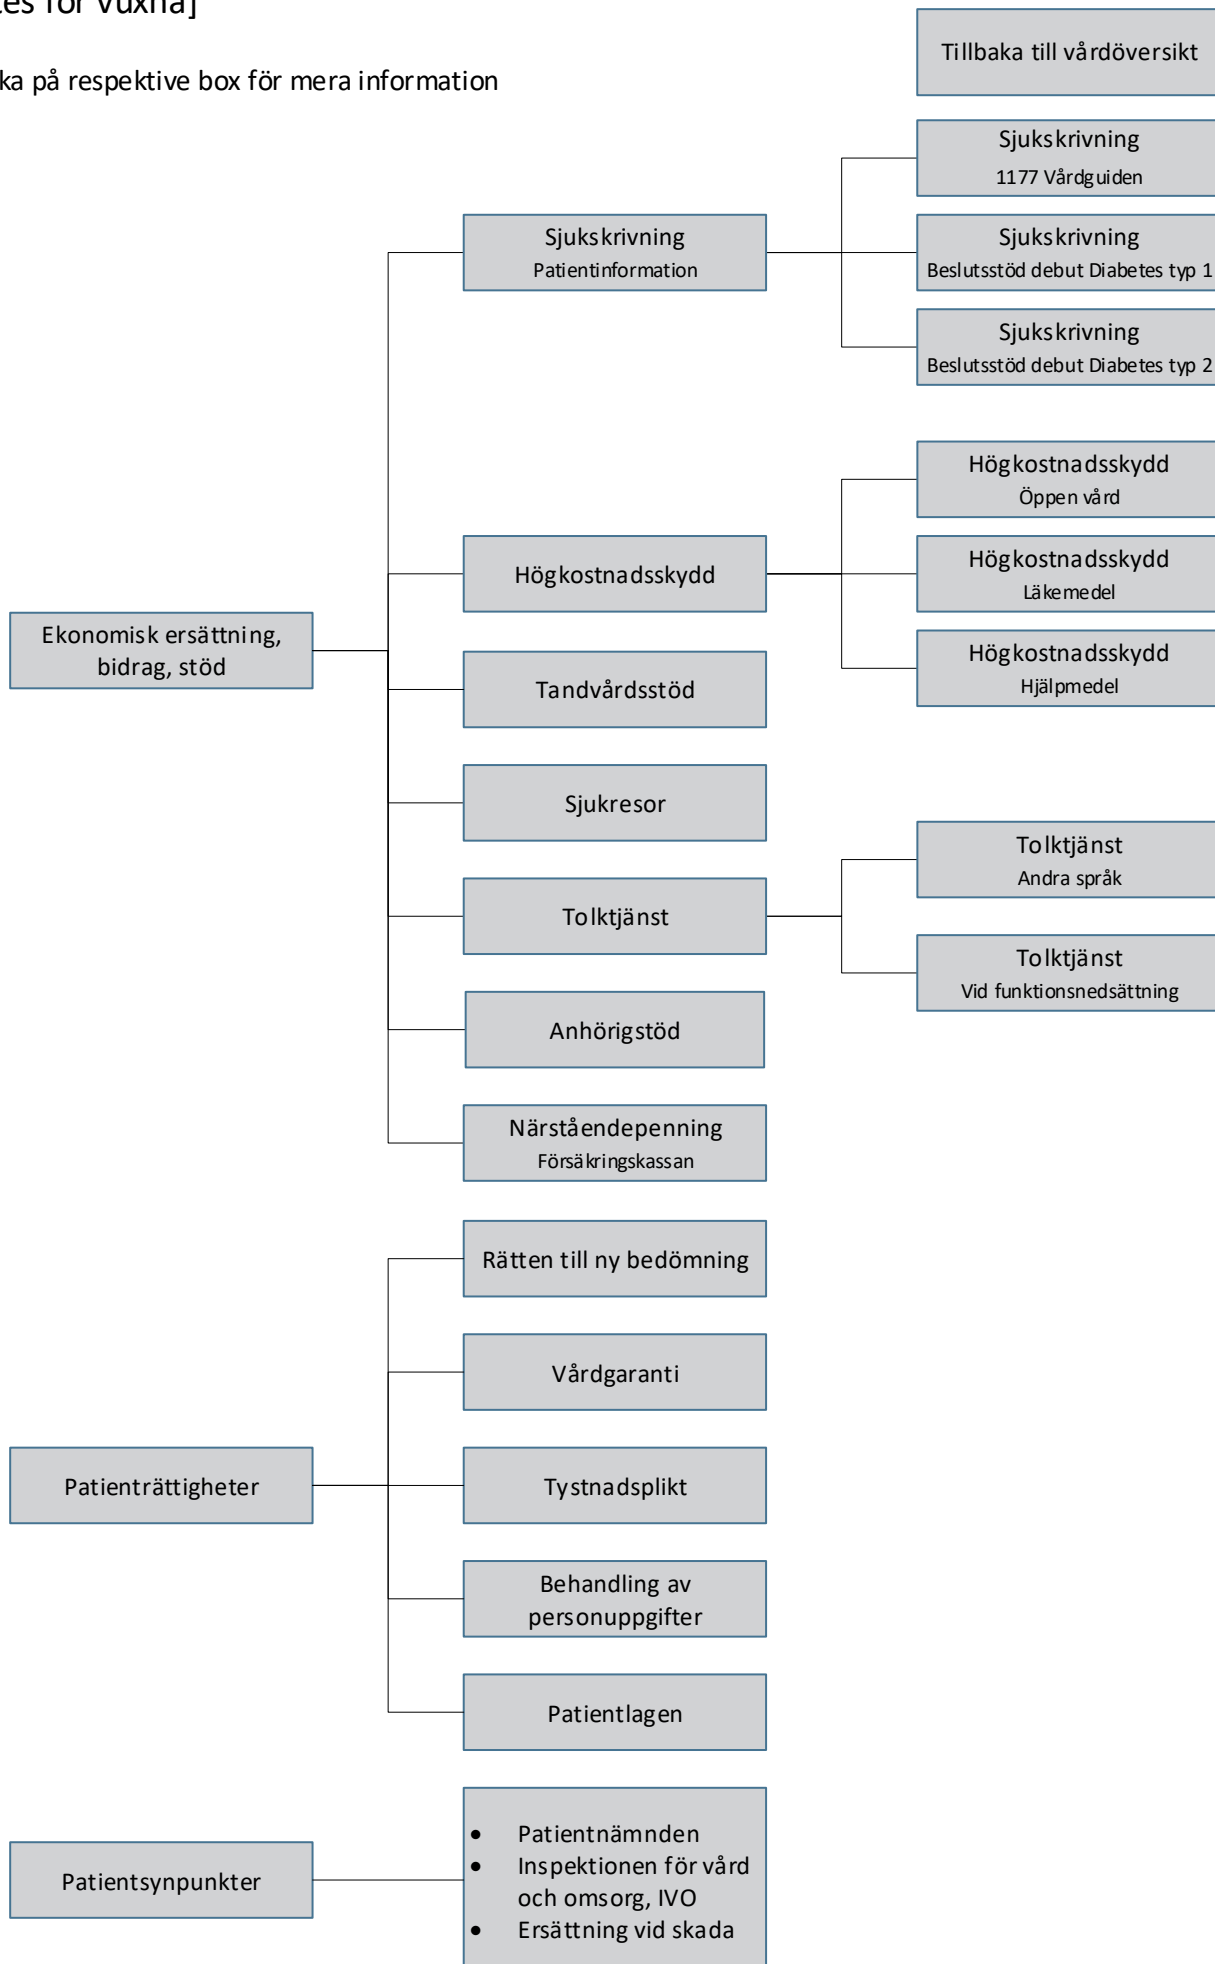 för vuxna]
på respektive box för mera information
Tillbaka till vårdöversikt
Sjukskrivning
1177 Vårdguiden
Sjukskrivning
Patientinformation
Sjukskrivning
Beslutsstöd debut Diabetes typ 1
Sjukskrivning
Beslutsstöd debut Diabetes typ 2
Högkostnadsskydd
Öppen vård
Högkostnadsskydd
Högkostnadsskydd
Läkemedel
Högkostnadsskydd
Hjälpmedel
Ekonomisk ersättning,
bidrag, stöd
Tandvårdsstöd
Sjukresor
Tolktjänst
Tolktjänst
Andra språk
Tolktjänst
Vid funktionsnedsättning
Anhörigstöd
Närståendepenning
Försäkringskassan
Rätten till ny bedömning
Vårdgaranti
Patienträttigheter
Tystnadsplikt
Behandling av
personuppgifter
Patientlagen
Patientsynpunkter
• Patientnämnden
• Inspektionen för vård
och omsorg, IVO
• Ersättning vid skada